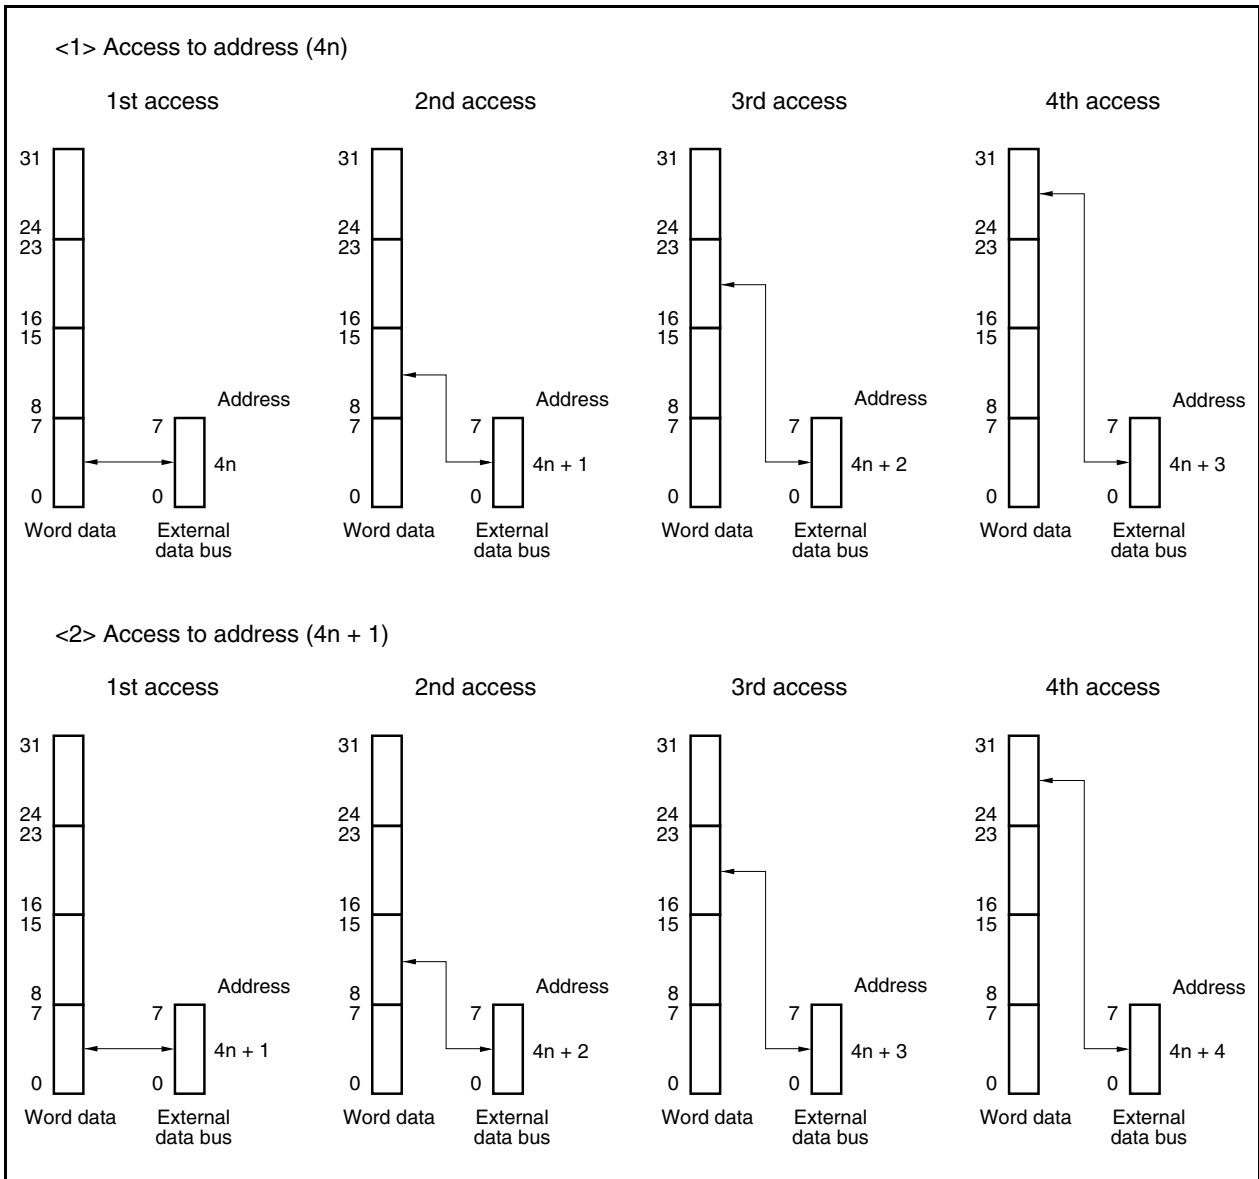 <1> Access to address (4n)
1st access 2nd access 3rd access 4th access
31 31 31 31
24 24 24 24
23 23 23 23
16 16 16 16
15 15 15 15
Address Address Address Address
8 8 8 8
7 7 7 7 7 7 7 7
4n 4n + 1 4n + 2 4n + 3
0 0 0 0 0 0 0 0
Word data External Word data External Word data External Word data External
data bus data bus data bus data bus
<2> Access to address (4n + 1)
1st access 2nd access 3rd access 4th access
31 31 31 31
24 24 24 24
23 23 23 23
16 16 16 16
15 15 15 15
Address Address Address Address
8 8 8 8
7 7 7 7 7 7 7 7
4n + 1 4n + 2 4n + 3 4n + 4
0 0 0 0 0 0 0 0
Word data External Word data External Word data External Word data External
data bus data bus data bus data bus